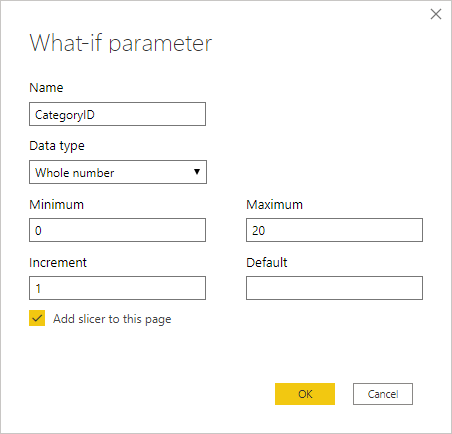 What-if parameter
Name
CategoryID
Data type
Whole number
Minimum
Maximum
0
20
Increment
Default
1
Add slicer to this page
OK
Cancel